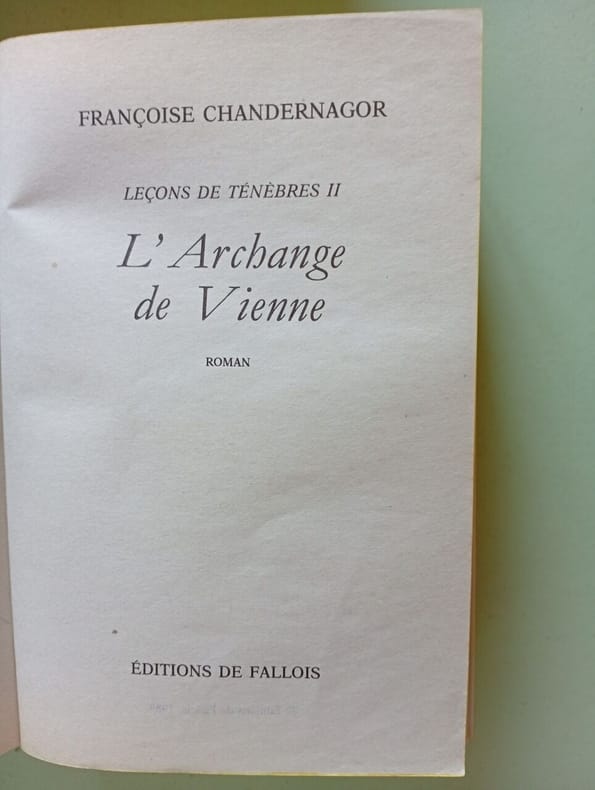 FRANÇOISE CHANDERNAGOR
LEÇONS DE TÉNÈBRES II
L'Archange
de Vienne
ROMAN
ÉDITIONS DE FALLOIS